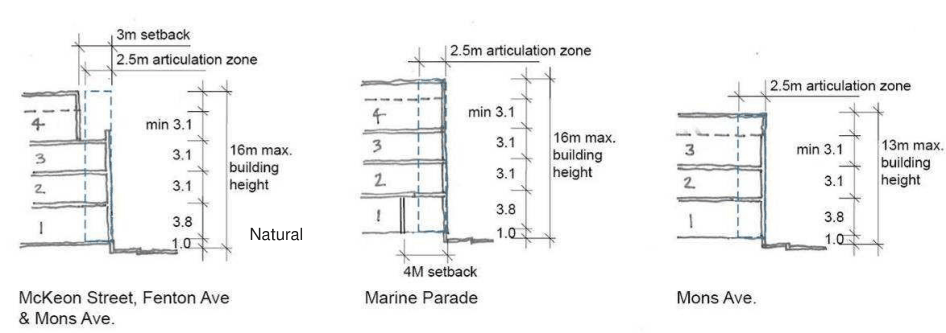 3m setback
2.5m articulation zone
4
3
2
1
min 3.1
3.1
3.1
3.8
1.0
16m max.
building
height
Natural
McKeon Street, Fenton Ave
& Mons Ave.
2.5m articulation zone
4
3
2
1
min 3.1
3.1
3.1
3.8
1.0
16m max.
building
height
4M setback
Marine Parade
2.5m articulation zone
3
2
1
min 3.1
3.1
3.8
1.0
13m max.
building
height
Mons Ave.